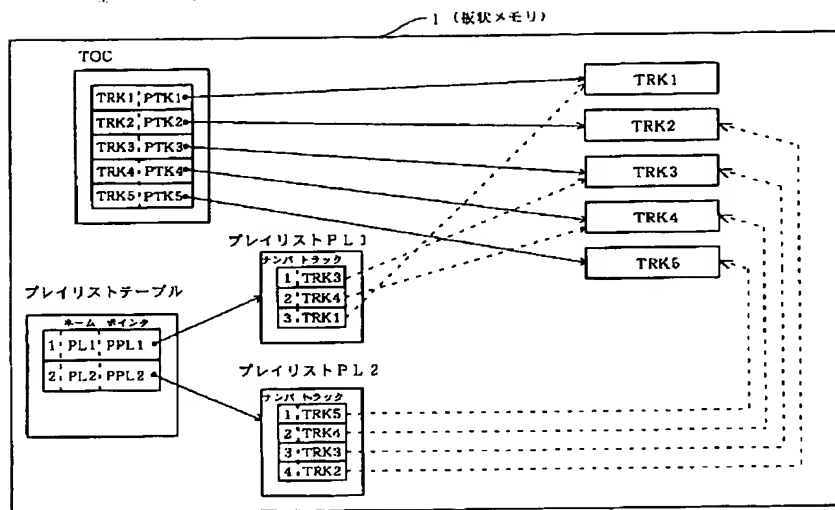 1 (板状メモリ)
TOC
TRK1 PTK1
TRK2 PTK2
TRK3 PTK3
TRK4 PTK4
TRK5 PTK5
TRK1
TRK2
TRK3
TRK4
TRK5
プレイリストPL1
ナンバ トラック
1 TRK3
2 TRK4
3 TRK1
プレイリストテーブル
ネーム ポインタ
1 PL1 PPL1
2 PL2 PPL2
プレイリストPL2
ナンバ トラック
1 TRK5
2 TRK4
3 TRK3
4 TRK2